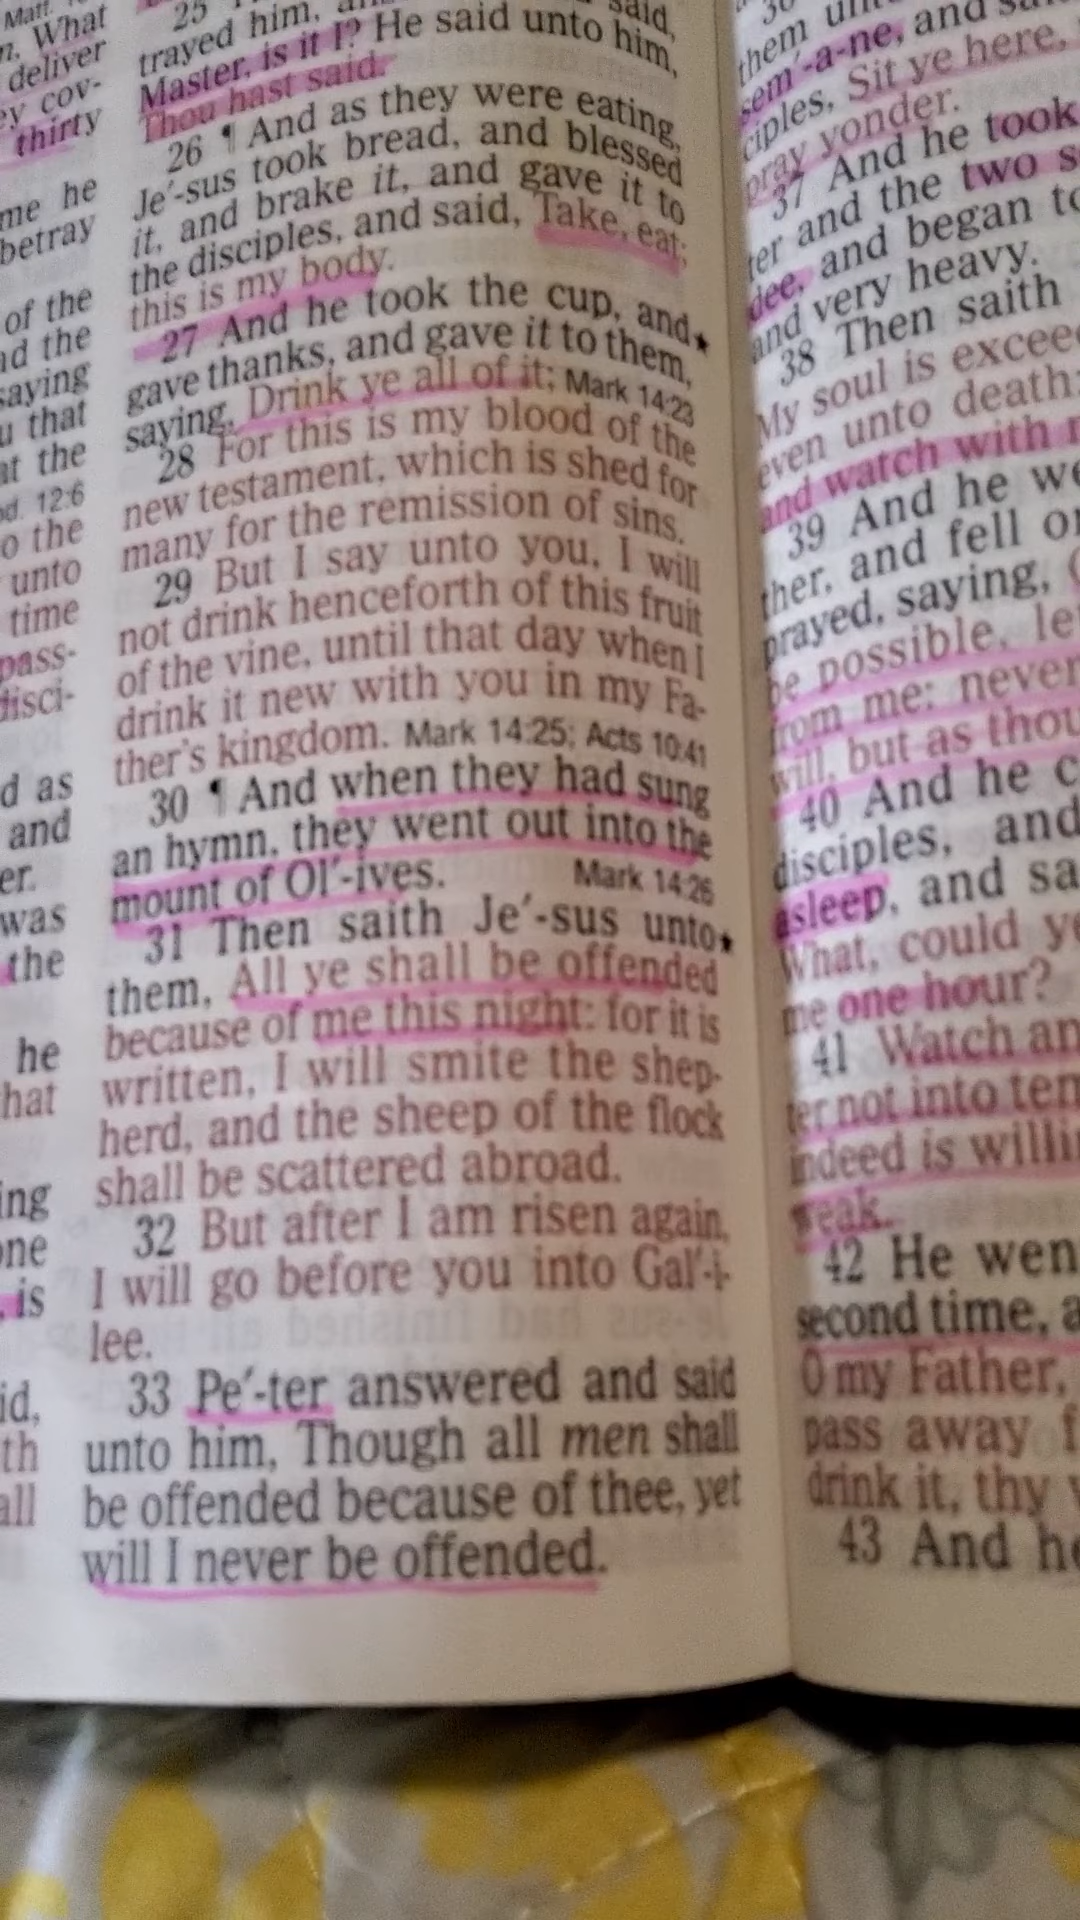 Matt.
n. What
deliver
ey cov-
thirty
me he
betray
of the
nd the
saying
u that
at the
12:6
o the
unto
time
pass-
disci-
d as
and
er.
was
the
he
hat
ing
one
, is
id,
th
all
25
said,
trayed him,
Master, is it I? He said unto him,
Thou hast said.
26 ¶ And as they were eating,
Je´-sus took bread, and blessed
it, and brake it, and gave it to
the disciples, and said, Take, eat;
this is my body.
27 And he took the cup, and★
gave thanks, and gave it to them,
saying, Drink ye all of it; Mark 14:23
28 For this is my blood of the
new testament, which is shed for
many for the remission of sins.
29 But I say unto you, I will
not drink henceforth of this fruit
of the vine, until that day when I
drink it new with you in my Fa-
ther's kingdom. Mark 14:25; Acts 10:41
30 ¶ And when they had sung
an hymn, they went out into the
mount of Ol´-ives. Mark 14:26
31 Then saith Je´-sus unto★
them, All ye shall be offended
because of me this night: for it is
written, I will smite the shep-
herd, and the sheep of the flock
shall be scattered abroad.
32 But after I am risen again,
I will go before you into Gal´-i-
lee.
33 Pe´-ter answered and said
unto him, Though all men shall
be offended because of thee, yet
will I never be offended.
36
them
sem´-a-ne, and
ciples, Sit ye here,
pray yonder.
37 And he took
ter and the two s
dee, and began to
and very heavy.
38 Then saith
My soul is excee
even unto death:
and watch with
39 And he we
ther, and fell o
prayed, saying,
be possible, le
from me: never
will, but as thou
40 And he c
disciples, and
asleep, and sa
What, could y
me one hour?
41 Watch an
ter not into tem
indeed is willi
weak.
42 He wen
second time, a
O my Father,
pass away f
drink it, thy
43 And he